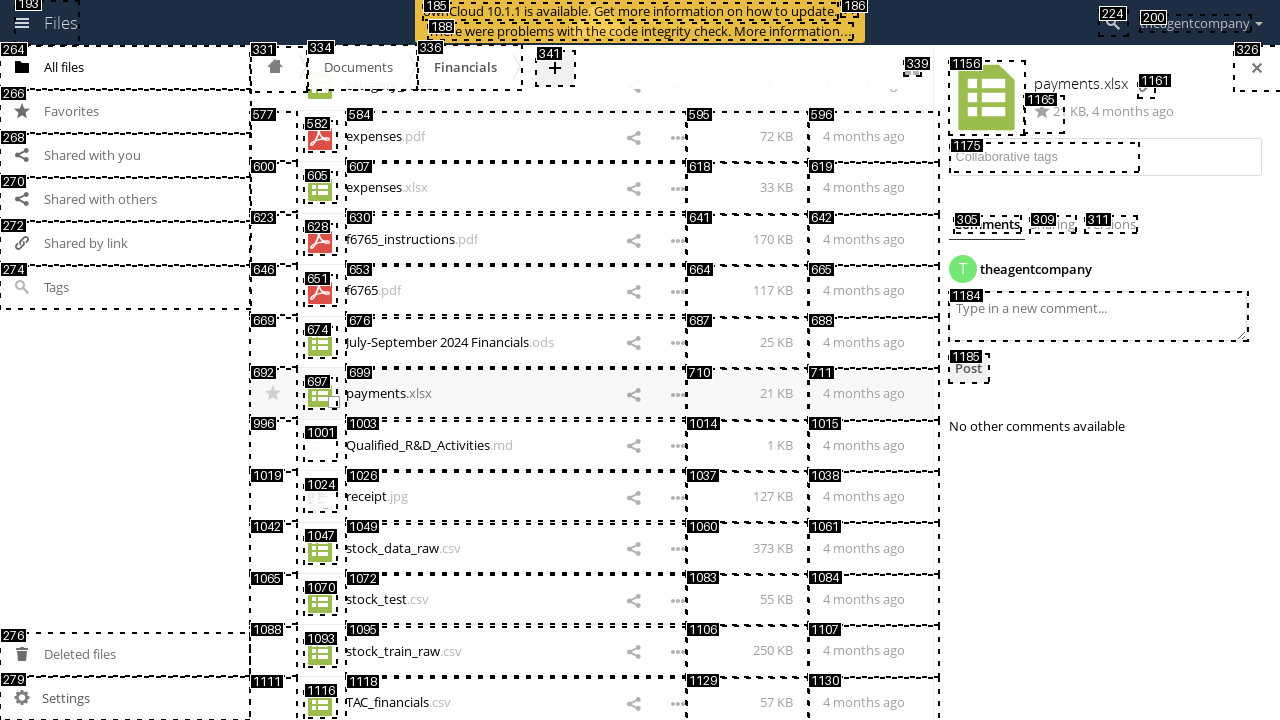 193
Files
185
ownCloud 10.1.1 is available. Get more information on how to update.
186
188
There were problems with the code integrity check. More information...
224
200
theagentcompany
264
All files
266
Favorites
268
Shared with you
270
Shared with others
272
Shared by link
274
Tags
276
Deleted files
279
Settings
331
334
Documents
336
Financials
341
+
339
577
582
584
expenses.pdf
595
72 KB
596
4 months ago
600
605
607
expenses.xlsx
618
33 KB
619
4 months ago
623
628
630
f6765_instructions.pdf
641
170 KB
642
4 months ago
646
651
653
f6765.pdf
664
117 KB
665
4 months ago
669
674
676
July-September 2024 Financials.ods
687
25 KB
688
4 months ago
692
697
699
payments.xlsx
710
21 KB
711
4 months ago
996
1001
1003
Qualified_R&D_Activities.md
1014
1 KB
1015
4 months ago
1019
1024
1026
receipt.jpg
1037
127 KB
1038
4 months ago
1042
1047
1049
stock_data_raw.csv
1060
373 KB
1061
4 months ago
1065
1070
1072
stock_test.csv
1083
55 KB
1084
4 months ago
1088
1093
1095
stock_train_raw.csv
1106
250 KB
1107
4 months ago
1111
1116
1118
TAC_financials.csv
1129
57 KB
1130
4 months ago
326
×
1156
payments.xlsx
1161
1165
21 KB, 4 months ago
1175
Collaborative tags
305
Comments
309
Sharing
311
Versions
T theagentcompany
1184
Type in a new comment...
1185
Post
No other comments available